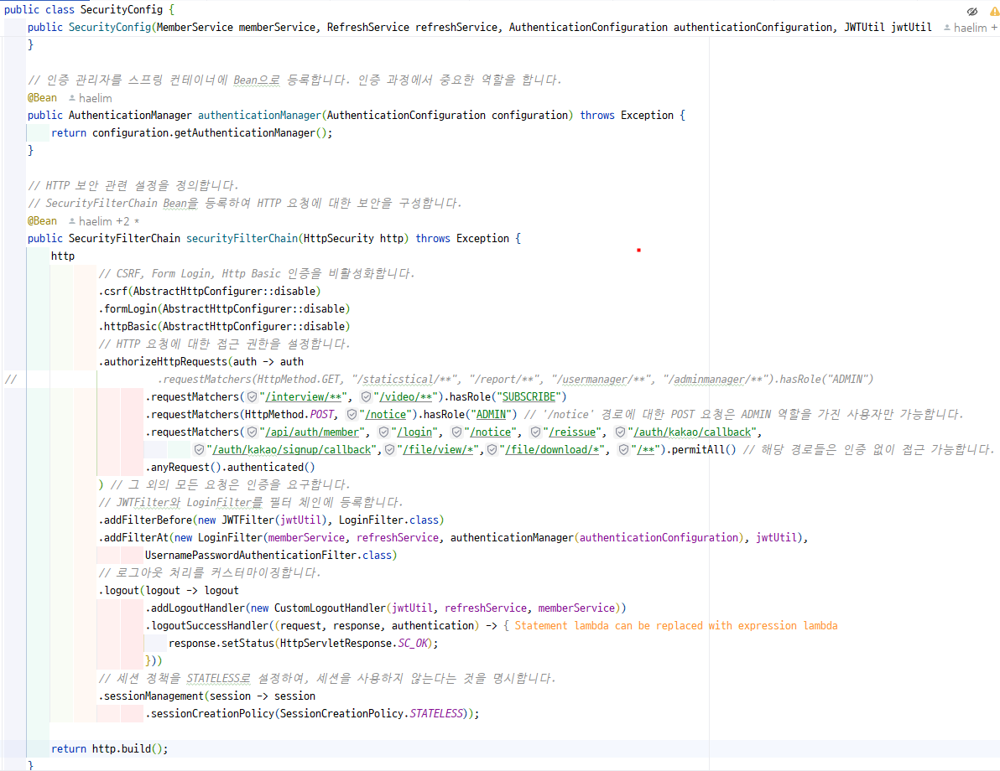 public class SecurityConfig {
public SecurityConfig(MemberService memberService, RefreshService refreshService, AuthenticationConfiguration authenticationConfiguration, JWTUtil jwtUtil haelim +
}
// 인증 관리자를 스프링 컨테이너에 Bean으로 등록합니다. 인증 과정에서 중요한 역할을 합니다.
@Bean haelim
public AuthenticationManager authenticationManager(AuthenticationConfiguration configuration) throws Exception {
return configuration.getAuthenticationManager();
}
// HTTP 보안 관련 설정을 정의합니다.
// SecurityFilterChain Bean을 등록하여 HTTP 요청에 대한 보안을 구성합니다.
@Bean haelim +2 *
public SecurityFilterChain securityFilterChain(HttpSecurity http) throws Exception {
http
// CSRF, Form Login, Http Basic 인증을 비활성화합니다.
.csrf(AbstractHttpConfigurer::disable)
.formLogin(AbstractHttpConfigurer::disable)
.httpBasic(AbstractHttpConfigurer::disable)
// HTTP 요청에 대한 접근 권한을 설정합니다.
.authorizeHttpRequests(auth -> auth
// .requestMatchers(HttpMethod.GET, "/staticstical/**", "/report/**", "/usermanager/**", "/adminmanager/**").hasRole("ADMIN")
.requestMatchers("/interview/**", "/video/**").hasRole("SUBSCRIBE")
.requestMatchers(HttpMethod.POST, "/notice").hasRole("ADMIN") // '/notice' 경로에 대한 POST 요청은 ADMIN 역할을 가진 사용자만 가능합니다.
.requestMatchers("/api/auth/member", "/login", "/notice", "/reissue", "/auth/kakao/callback",
"/auth/kakao/signup/callback","/file/view/*","/file/download/*", "/**").permitAll() // 해당 경로들은 인증 없이 접근 가능합니다.
.anyRequest().authenticated()
) // 그 외의 모든 요청은 인증을 요구합니다.
// JWTFilter와 LoginFilter를 필터 체인에 등록합니다.
.addFilterBefore(new JWTFilter(jwtUtil), LoginFilter.class)
.addFilterAt(new LoginFilter(memberService, refreshService, authenticationManager(authenticationConfiguration), jwtUtil),
UsernamePasswordAuthenticationFilter.class)
// 로그아웃 처리를 커스터마이징합니다.
.logout(logout -> logout
.addLogoutHandler(new CustomLogoutHandler(jwtUtil, refreshService, memberService))
.logoutSuccessHandler((request, response, authentication) -> { Statement lambda can be replaced with expression lambda
response.setStatus(HttpServletResponse.SC_OK);
}))
// 세션 정책을 STATELESS로 설정하여, 세션을 사용하지 않는다는 것을 명시합니다.
.sessionManagement(session -> session
.sessionCreationPolicy(SessionCreationPolicy.STATELESS));
return http.build();
}